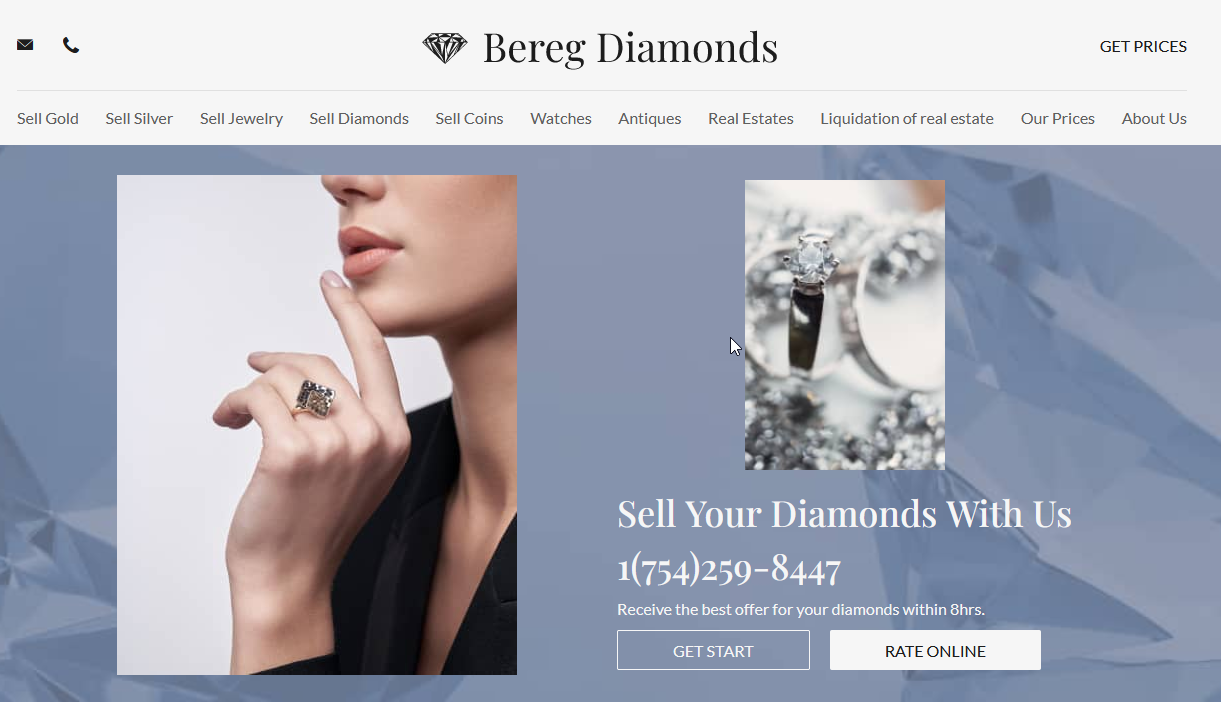 Bereg Diamonds
GET PRICES
Sell Gold Sell Silver Sell Jewelry Sell Diamonds Sell Coins Watches Antiques Real Estates Liquidation of real estate Our Prices About Us
Sell Your Diamonds With Us
1(754)259-8447
Receive the best offer for your diamonds within 8hrs.
GET START RATE ONLINE